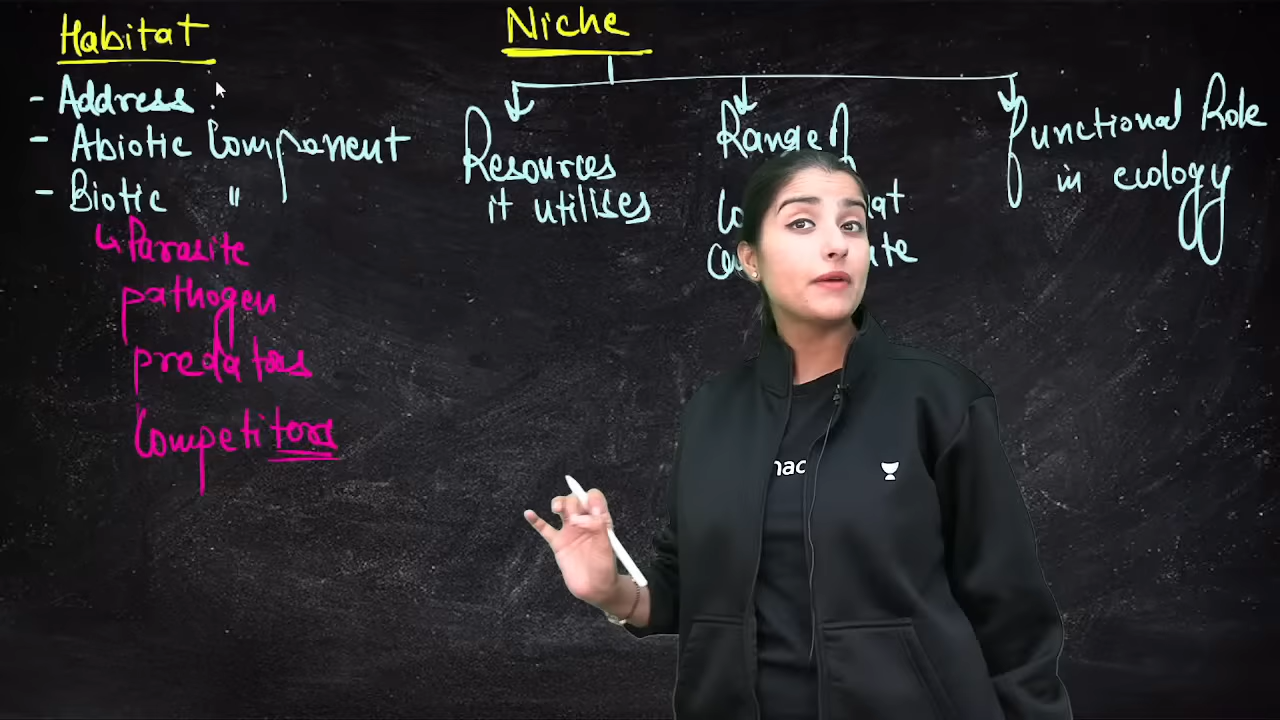 Habitat
- Address :
- Abiotic Component
- Biotic "
↳ Parasite
pathogen
predators
Competitors
Niche
Resources
it utilises
Range of
Functional Role
in ecology